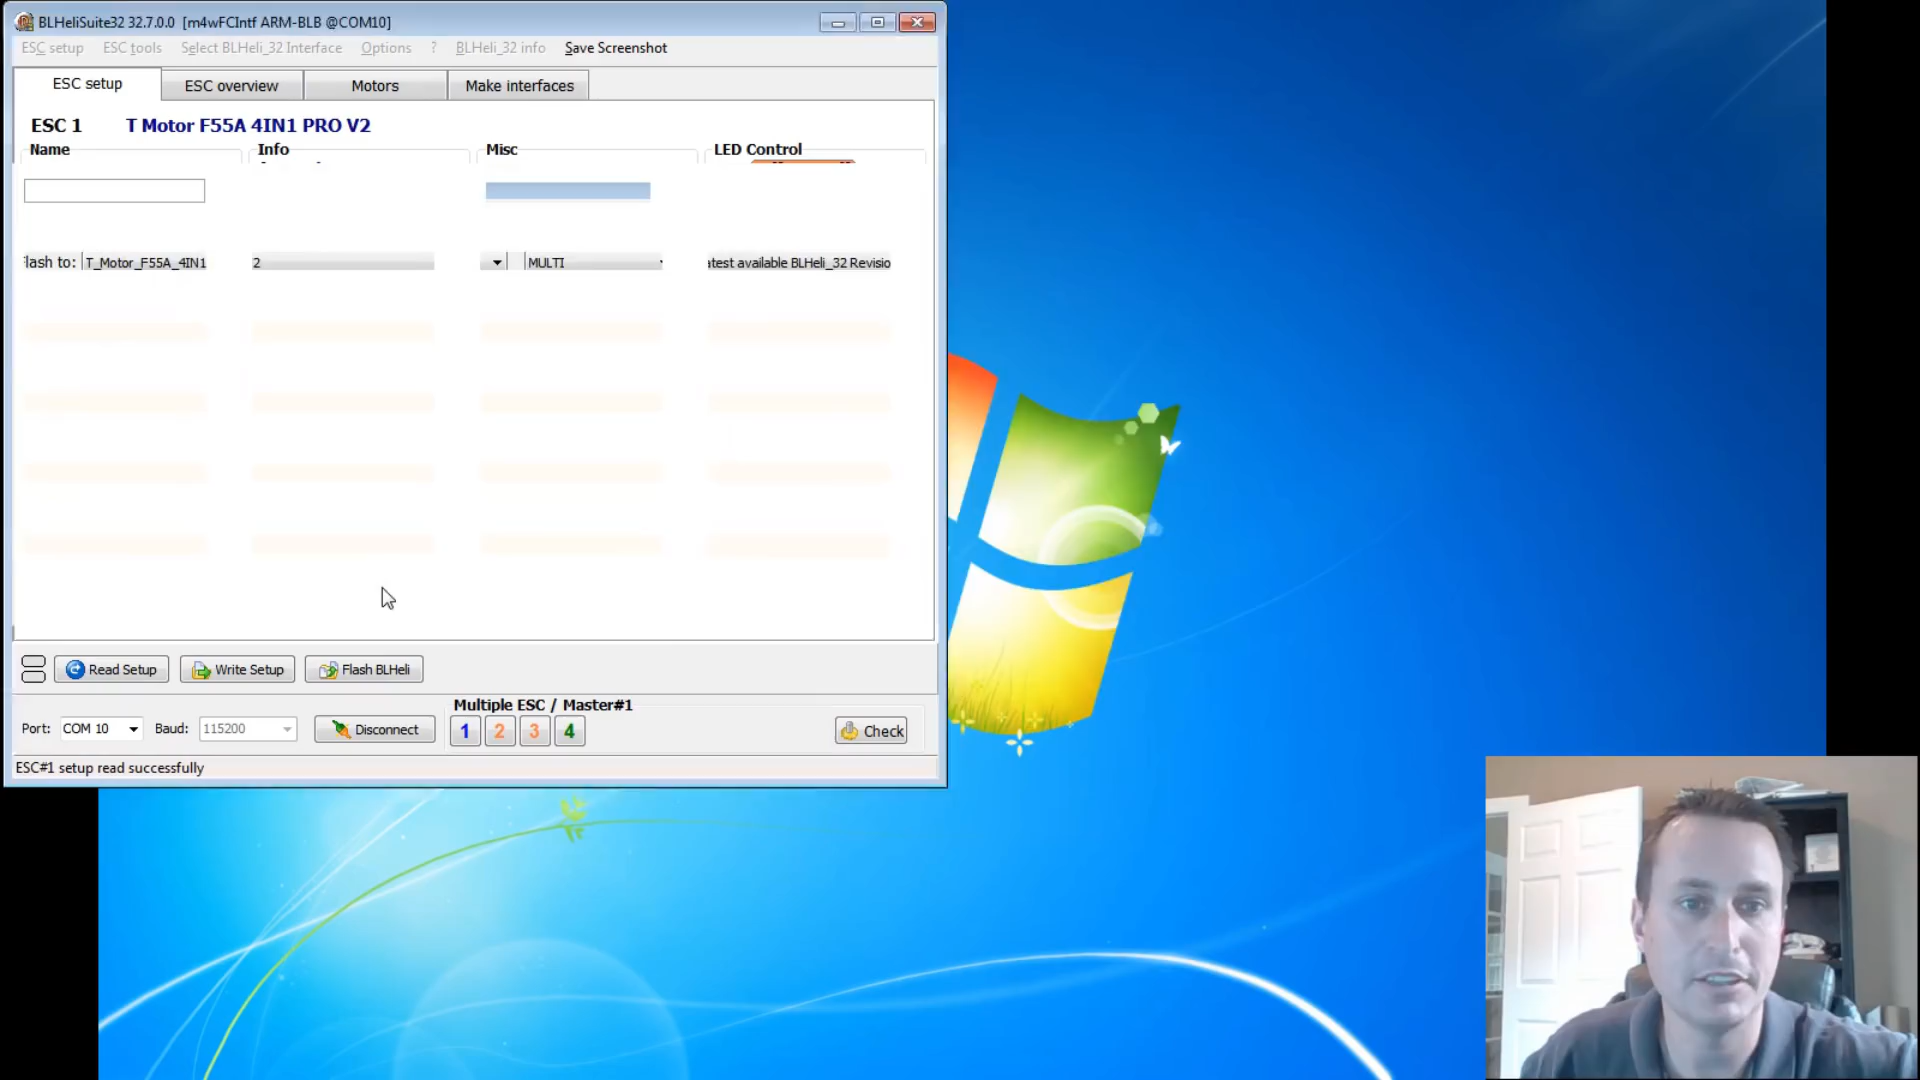 BLHeliSuite32 32.7.0.0 [m4wFCIntf ARM-BLB @COM10]
ESC setup ESC tools Select BLHeli_32 Interface Options ? BLHeli_32 info Save Screenshot
ESC setup ESC overview Motors Make interfaces
ESC 1 T Motor F55A 4IN1 PRO V2
Name Info Misc LED Control
lash to: T_Motor_F55A_4IN1 2 MULTI atest available BLHeli_32 Revisio
Read Setup Write Setup Flash BLHeli
Multiple ESC / Master#1
Port: COM 10 Baud: 115200 Disconnect 1 2 3 4 Check
ESC#1 setup read successfully